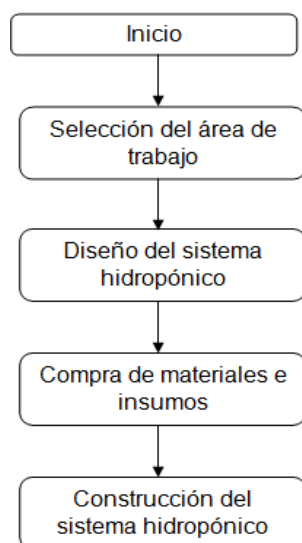 Inicio
Selección del área de
trabajo
Diseño del sistema
hidropónico
Compra de materiales e
insumos
Construcción del
sistema hidropónico